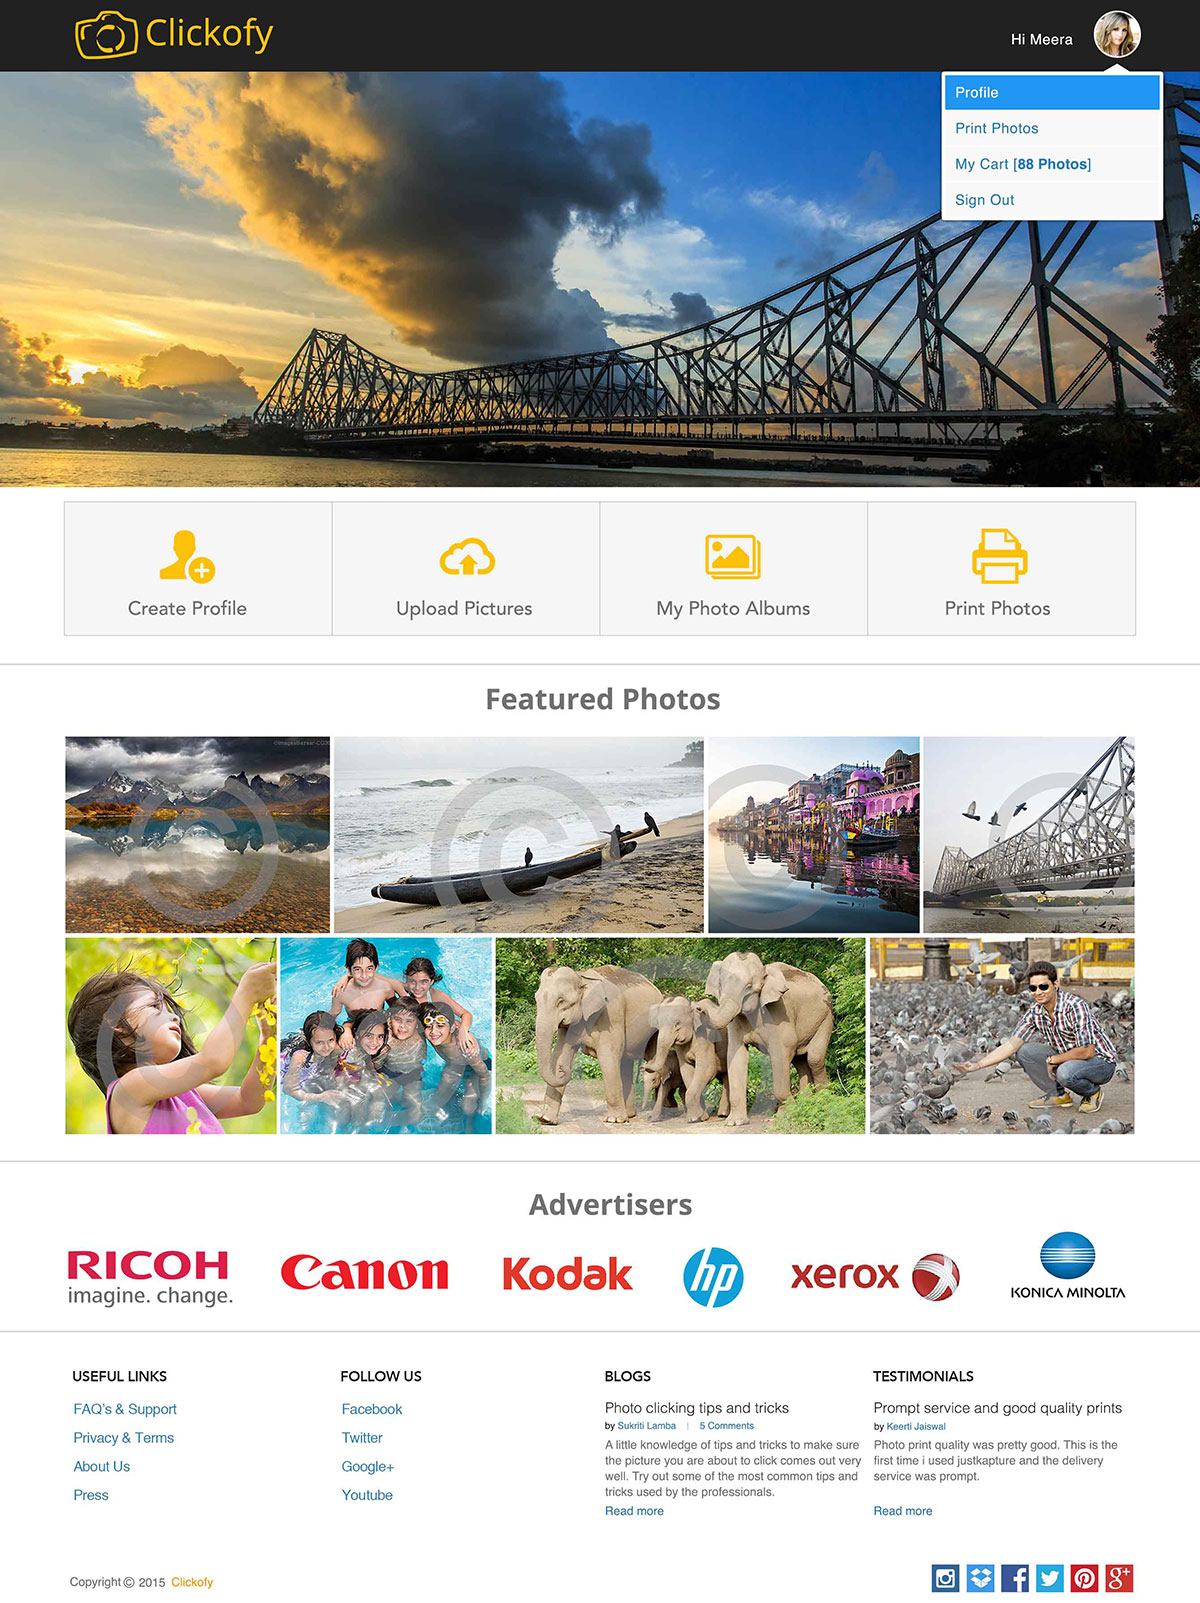 Clickofy
Hi Meera
Profile
Print Photos
My Cart [88 Photos]
Sign Out
Create Profile
Upload Pictures
My Photo Albums
Print Photos
Featured Photos
Advertisers
RICOH
imagine. change.
Canon
Kodak
hp
xerox
KONICA MINOLTA
USEFUL LINKS
FAQ's & Support
Privacy & Terms
About Us
Press
FOLLOW US
Facebook
Twitter
Google+
Youtube
BLOGS
Photo clicking tips and tricks
by Sukriti Lamba | 5 Comments
A little knowledge of tips and tricks to make sure
the picture you are about to click comes out very
well. Try out some of the most common tips and
tricks used by the professionals.
Read more
TESTIMONIALS
Prompt service and good quality prints
by Keerti Jaiswal
Photo print quality was pretty good. This is the
first time i used justkapture and the delivery
service was prompt.
Read more
Copyright © 2015 Clickofy